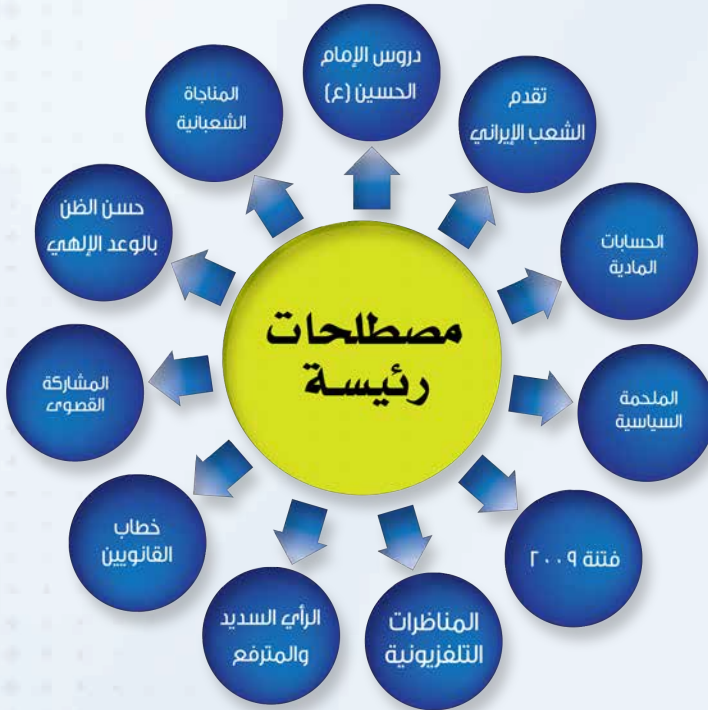 مصطلحات
رئيسة
دروس الإمام
الحسين (ع)
تقدم
الشعب الإيراني
الحسابات
المادية
الملحمة
السياسية
فتنة ٢٠٠٩
المناظرات
التلفزيونية
الرأي السديد
والمترفع
خطاب
القانويين
المشاركة
القصوى
حسن الظن
بالوعد الإلهي
المناجاة
الشعبانية